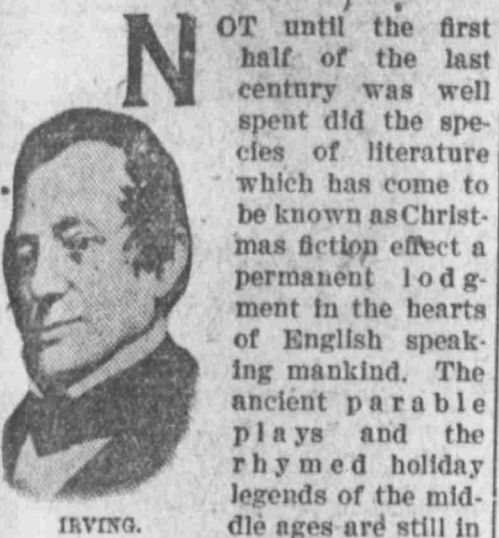 NOT until the first
half of the last
century was well
spent did the spe-
cies of literature
which has come to
be known as Christ-
mas fiction effect a
permanent lodg-
ment in the hearts
of English speak-
ing mankind. The
ancient parable
plays and the
rhymed holiday
legends of the mid-
dle ages are still in
IRVING.